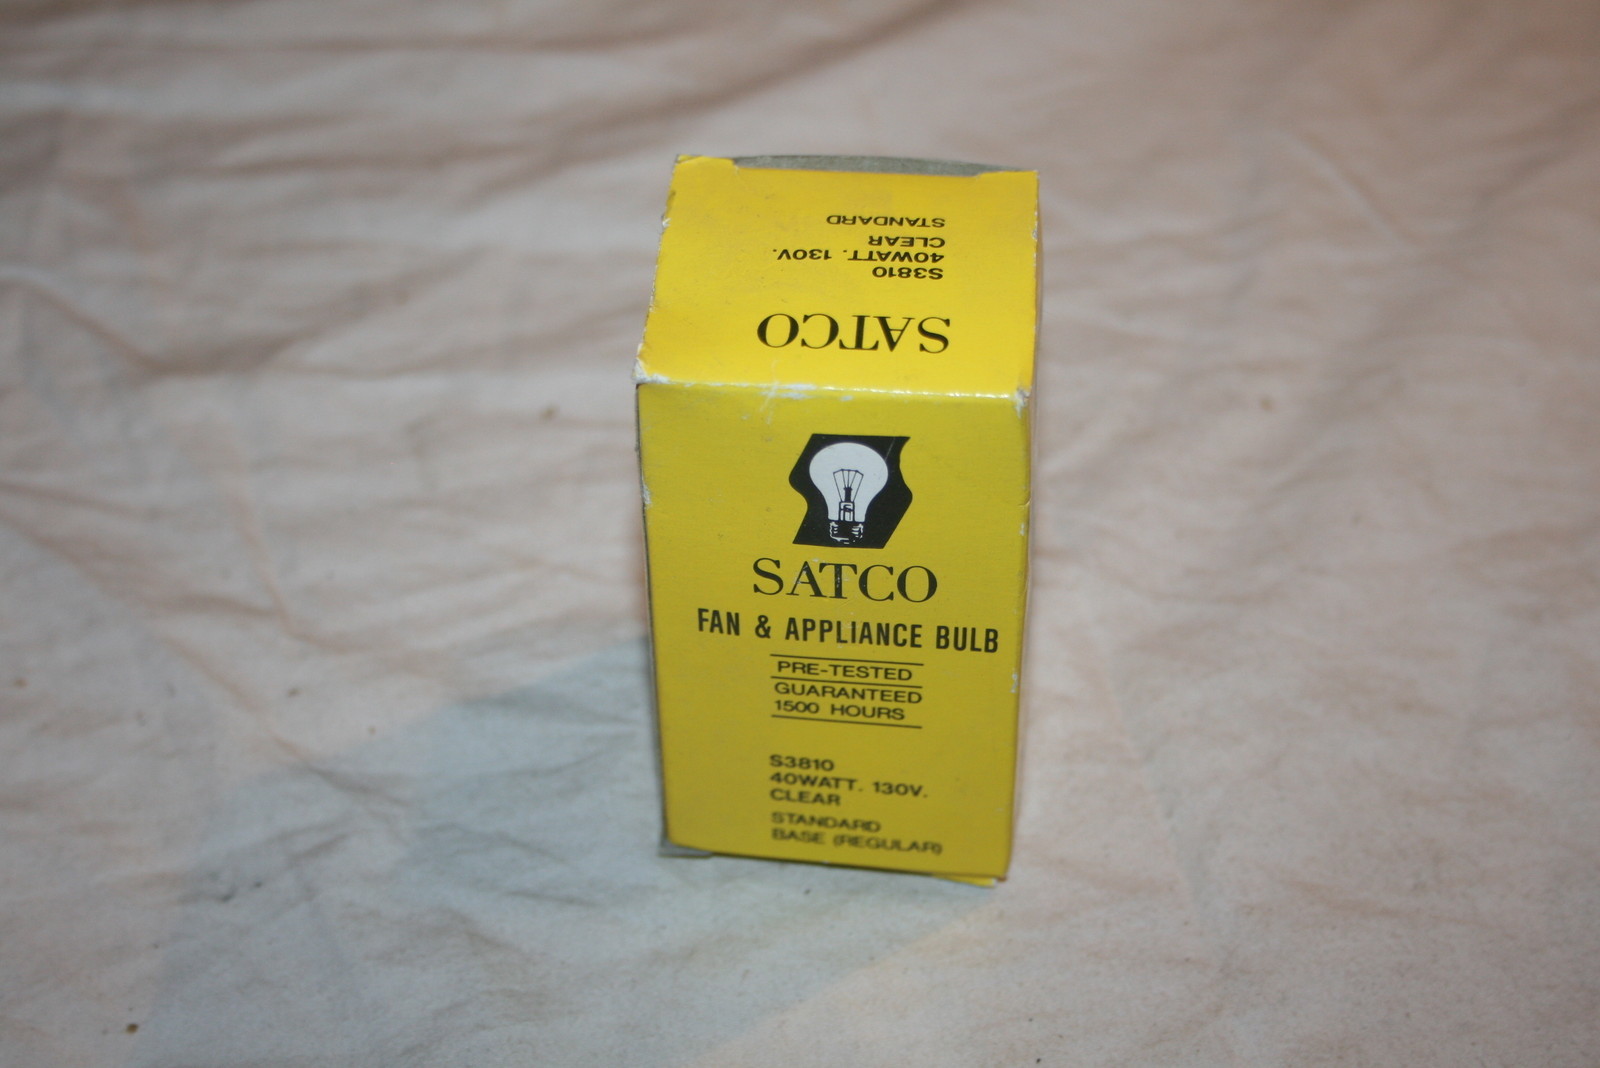 STANDARD
CLEAR
40WATT. 130V.
S3810
SATCO
SATCO
FAN & APPLIANCE BULB
PRE-TESTED
GUARANTEED
1500 HOURS
S3810
40WATT. 130V.
CLEAR
STANDARD
BASE (REGULAR)